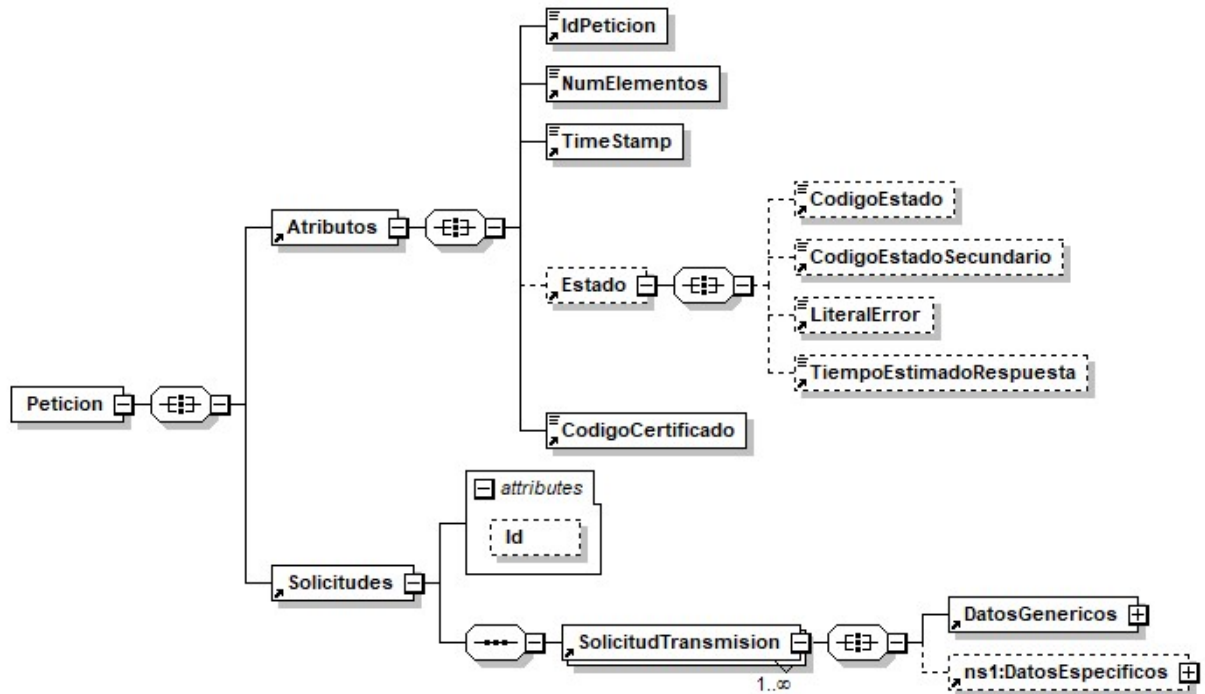 IdPeticion
NumElementos
TimeStamp
Atributos
CodigoEstado
CodigoEstadoSecundario
Estado
LiteralError
TiempoEstimadoRespuesta
Peticion
CodigoCertificado
attributes
Id
Solicitudes
SolicitudTransmision
1..∞
DatosGenericos
ns1:DatosEspecificos